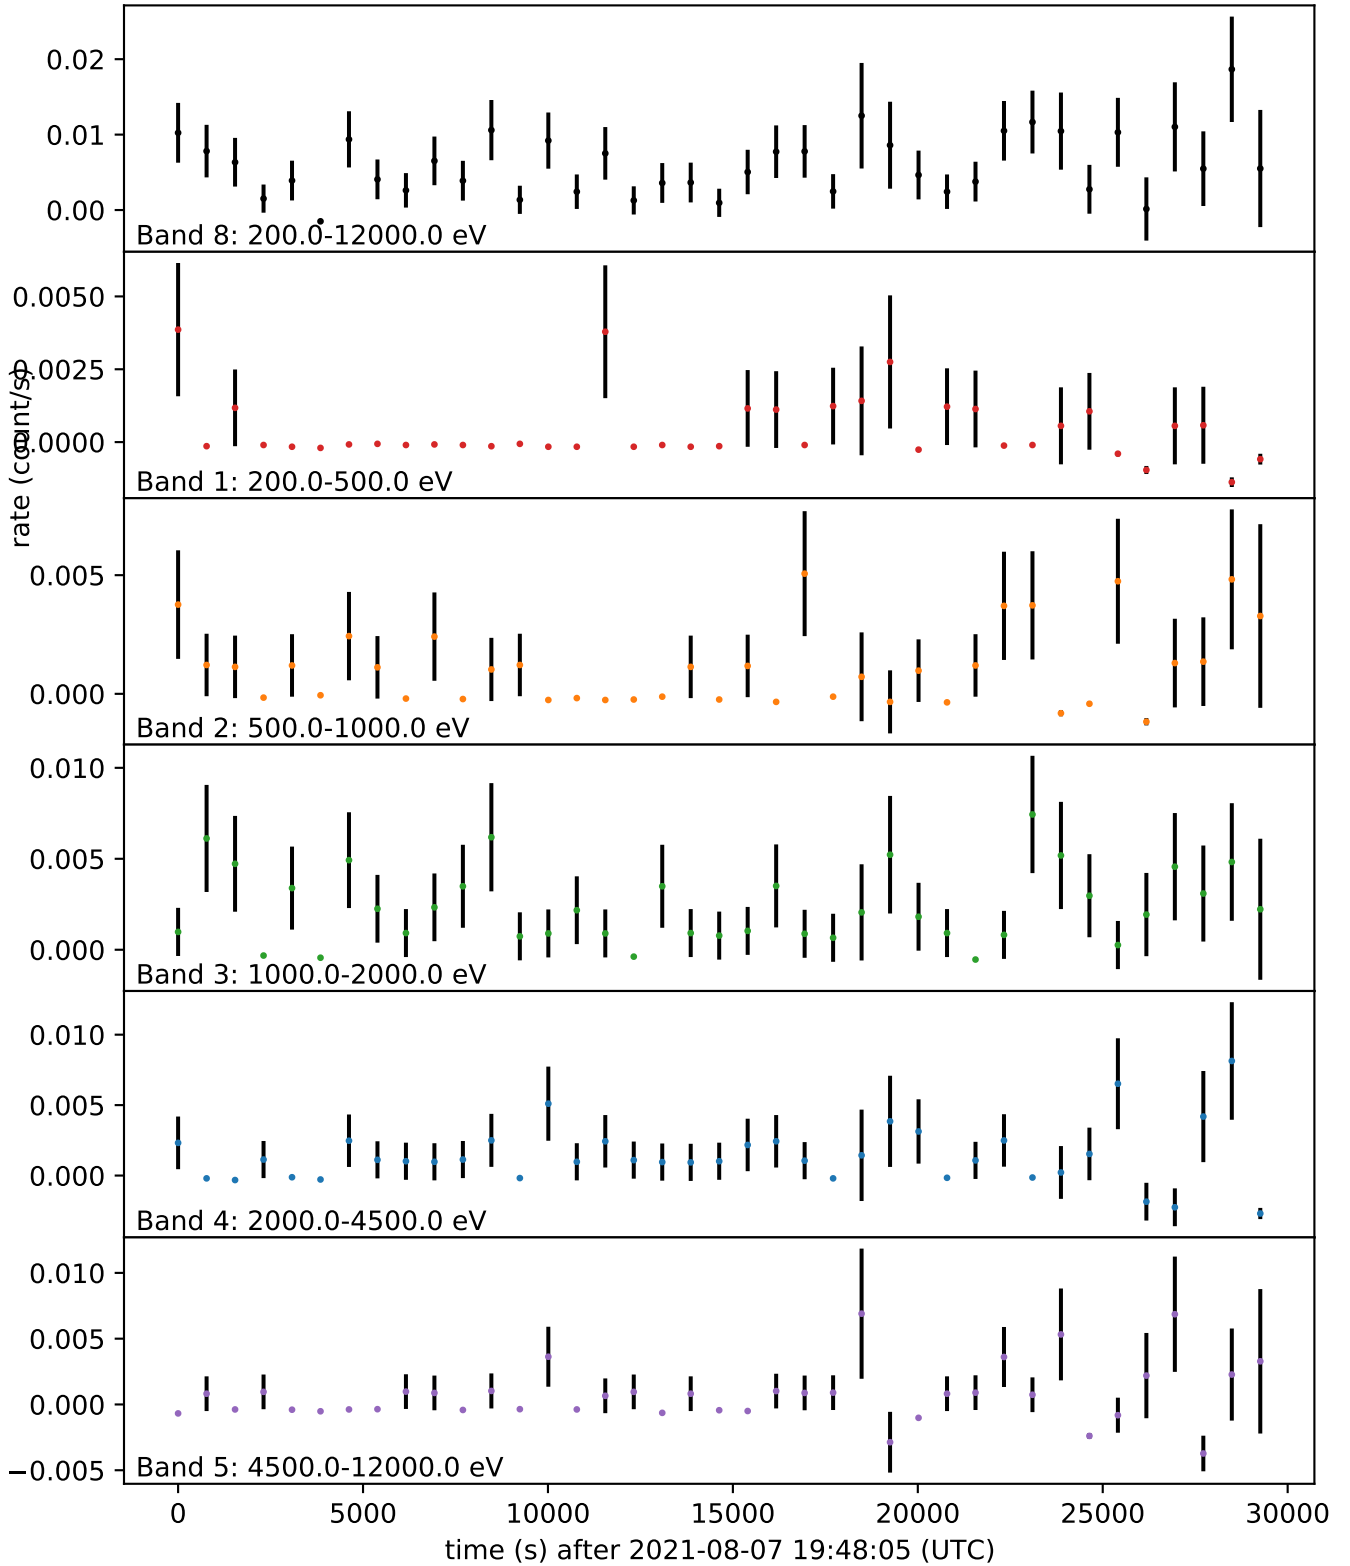 0.02
0.01
0.00
Band 8: 200.0-12000.0 eV
0.0050
0.0025
0.0000
Band 1: 200.0-500.0 eV
rate (count/s)
0.005
0.000
Band 2: 500.0-1000.0 eV
0.010
0.005
0.000
Band 3: 1000.0-2000.0 eV
0.010
0.005
0.000
Band 4: 2000.0-4500.0 eV
0.010
0.005
0.000
−0.005
Band 5: 4500.0-12000.0 eV
0 5000 10000 15000 20000 25000 30000
time (s) after 2021-08-07 19:48:05 (UTC)